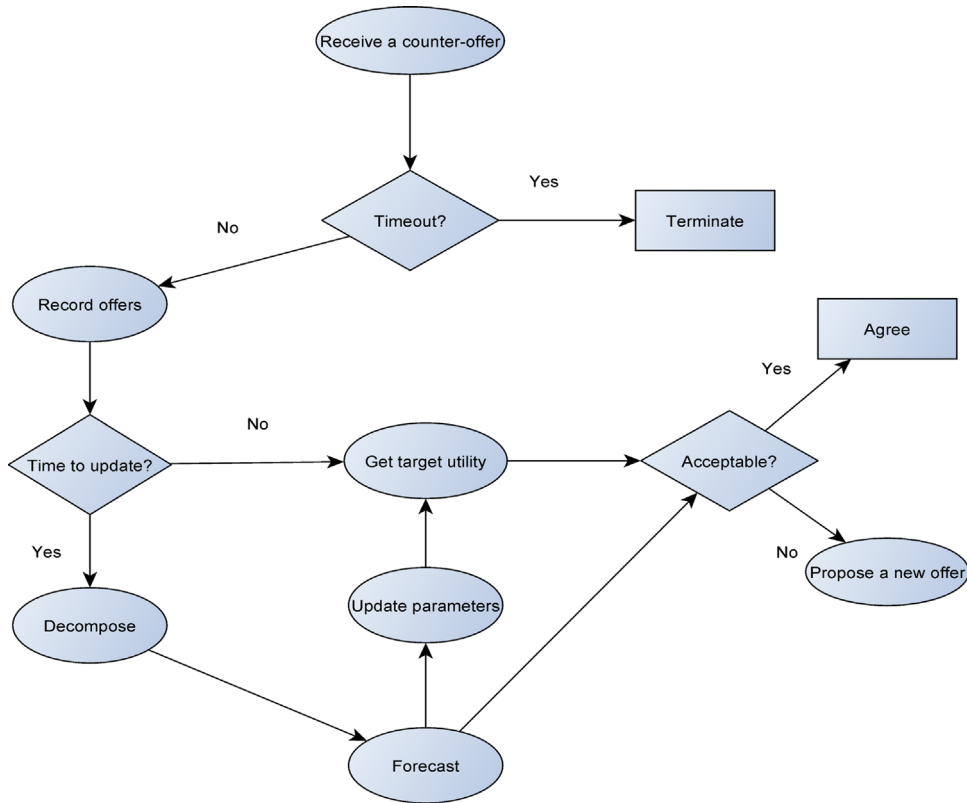 Receive a counter-offer
Yes
Timeout?
Terminate
No
Record offers
Agree
Yes
No
Time to update?
Get target utility
Acceptable?
Yes
No
Propose a new offer
Update parameters
Decompose
Forecast